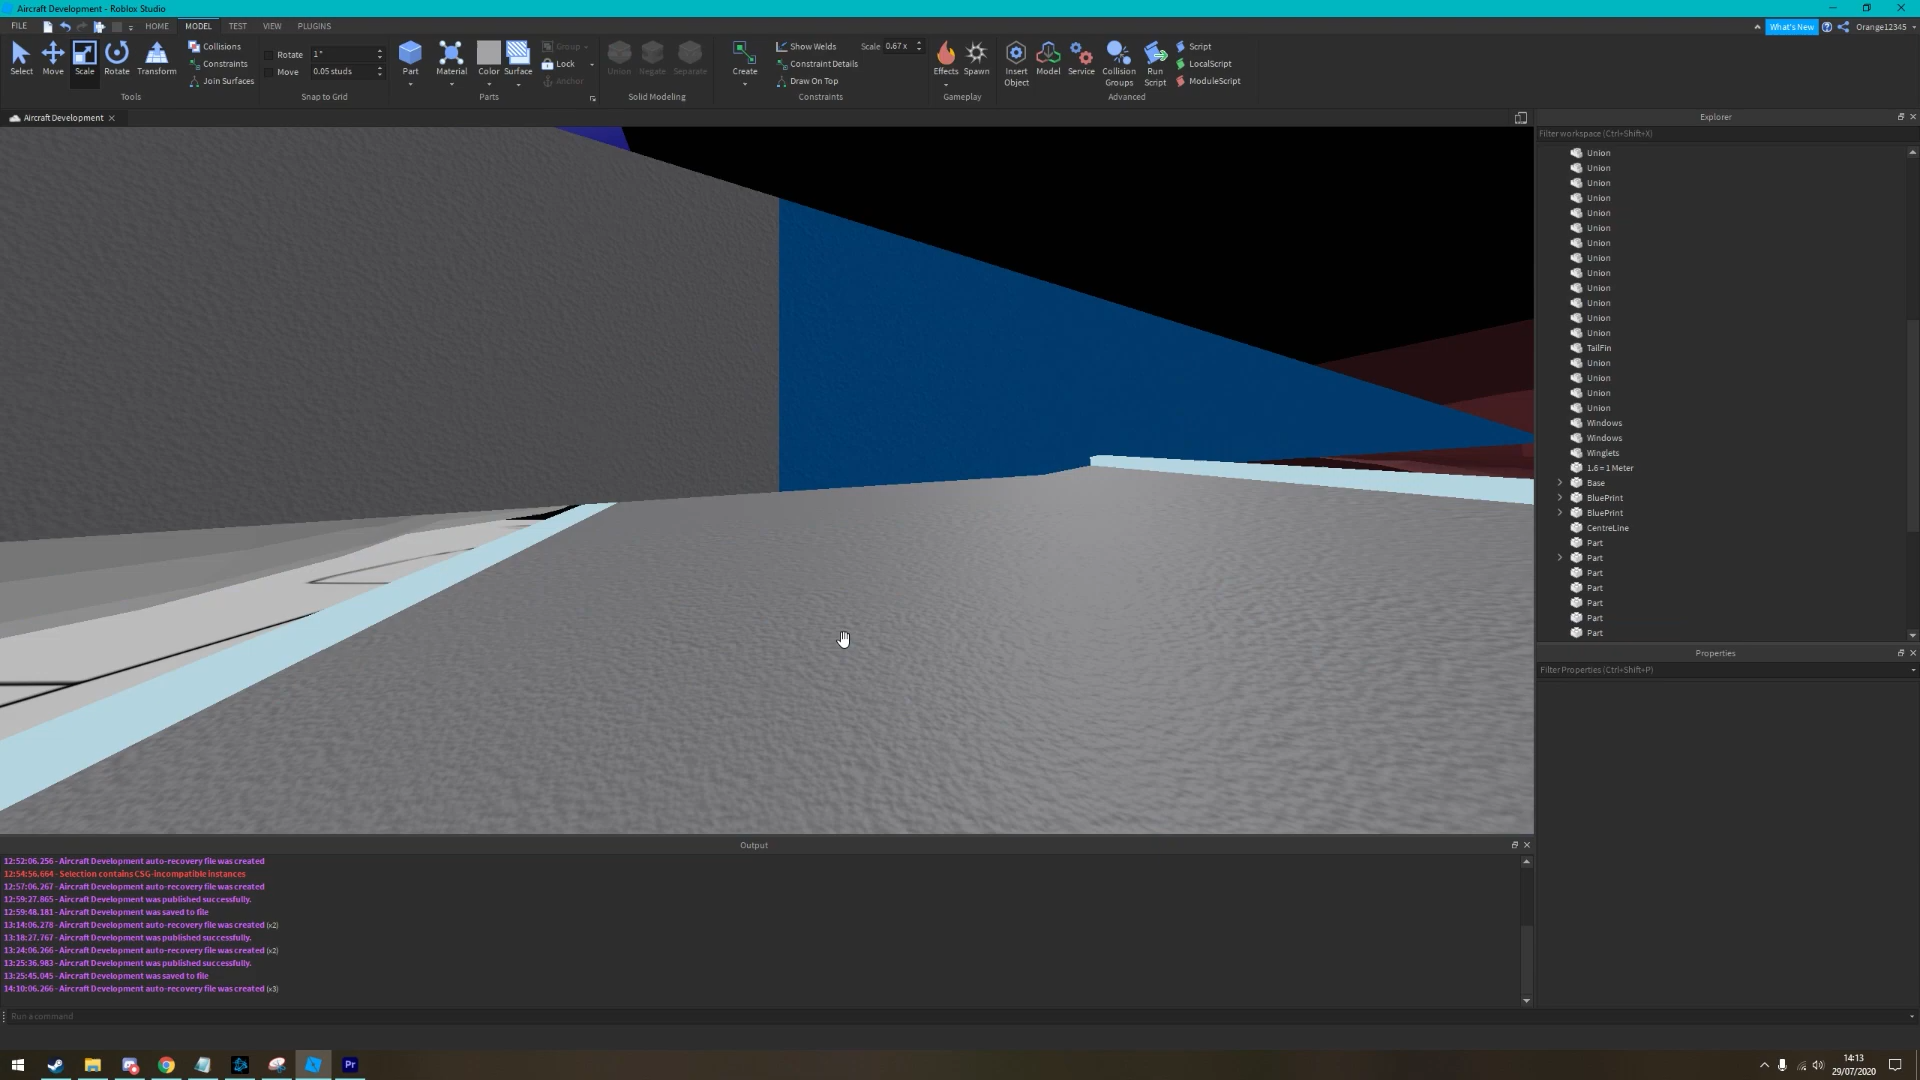 Aircraft Development - Roblox Studio
FILE HOME MODEL TEST VIEW PLUGINS What's New Orange12345
Select Move Scale Rotate Transform
Collisions
Constraints
Join Surfaces
Tools
Rotate 1°
Move 0.05 studs
Snap to Grid
Part Material Color Surface
Group
Lock
Anchor
Parts
Union Negate Separate
Solid Modeling
Create
Show Welds Scale 0.67 x
Constraint Details
Draw On Top
Constraints
Effects Spawn
Gameplay
Insert Object Model Service Collision Groups Run Script
Script
LocalScript
ModuleScript
Advanced
Aircraft Development
Explorer
Filter workspace (Ctrl+Shift+X)
Union
Union
Union
Union
Union
Union
Union
Union
Union
Union
Union
Union
Union
TailFin
Union
Union
Union
Union
Windows
Windows
Winglets
1.6 = 1 Meter
Base
BluePrint
BluePrint
CentreLine
Part
Part
Part
Part
Part
Part
Part
Properties
Filter Properties (Ctrl+Shift+P)
Output
12:52:06.256 - Aircraft Development auto-recovery file was created
12:54:56.664 - Selection contains CSG-incompatible instances
12:57:06.267 - Aircraft Development auto-recovery file was created
12:59:27.865 - Aircraft Development was published successfully.
12:59:48.181 - Aircraft Development was saved to file
13:14:06.278 - Aircraft Development auto-recovery file was created (x2)
13:18:27.767 - Aircraft Development was published successfully.
13:24:06.266 - Aircraft Development auto-recovery file was created (x2)
13:25:36.983 - Aircraft Development was published successfully.
13:25:45.045 - Aircraft Development was saved to file
14:10:06.266 - Aircraft Development auto-recovery file was created (x3)
Run a command
Pr
14:13
29/07/2020